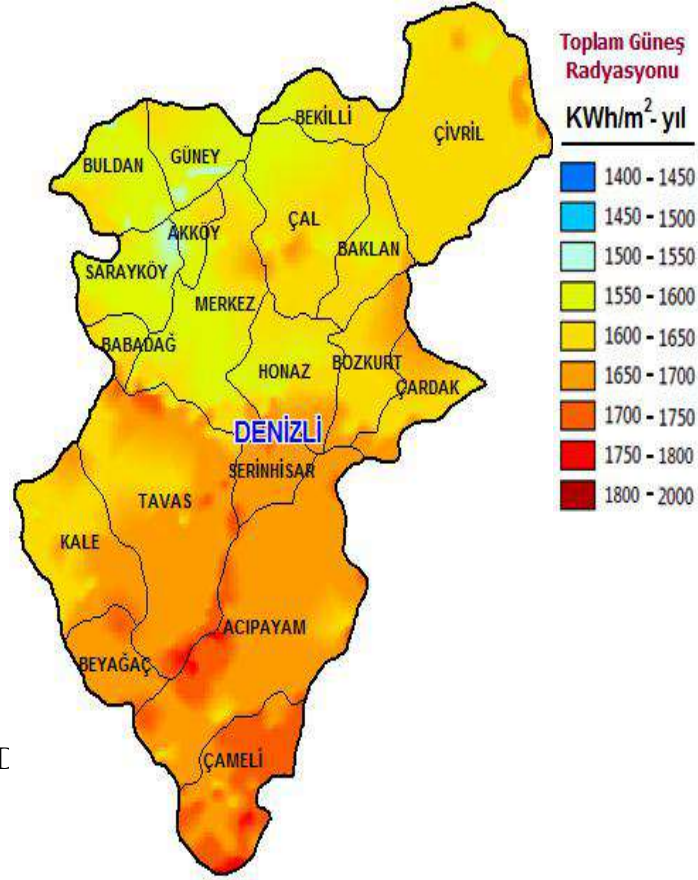 Toplam Güneş
Radyasyonu
KWh/m²- yıl
1400 - 1450
1450 - 1500
1500 - 1550
1550 - 1600
1600 - 1650
1650 - 1700
1700 - 1750
1750 - 1800
1800 - 2000
BEKİLLİ
ÇİVRİL
BULDAN
GÜNEY
ÇAL
AKKÖY
BAKLAN
SARAYKÖY
MERKEZ
BABADAĞ
HONAZ
BOZKURT
ÇARDAK
DENİZLİ
SERİNHİSAR
TAVAS
KALE
ACIPAYAM
BEYAĞAÇ
ÇAMELİ